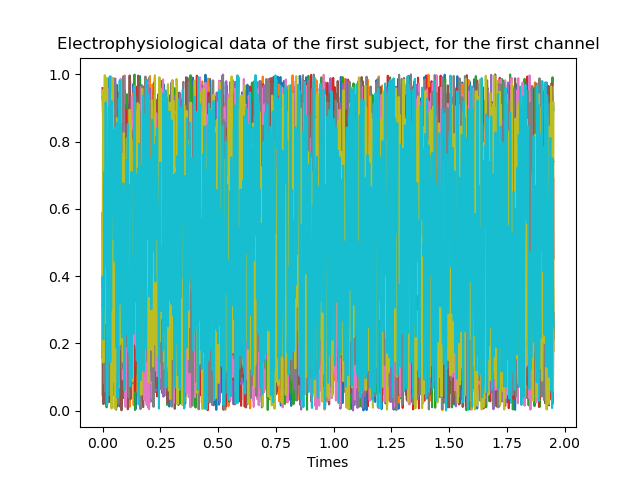 Electrophysiological data of the first subject, for the first channel
1.0
0.8
0.6
0.4
0.2
0.0
0.00 0.25 0.50 0.75 1.00 1.25 1.50 1.75 2.00
Times